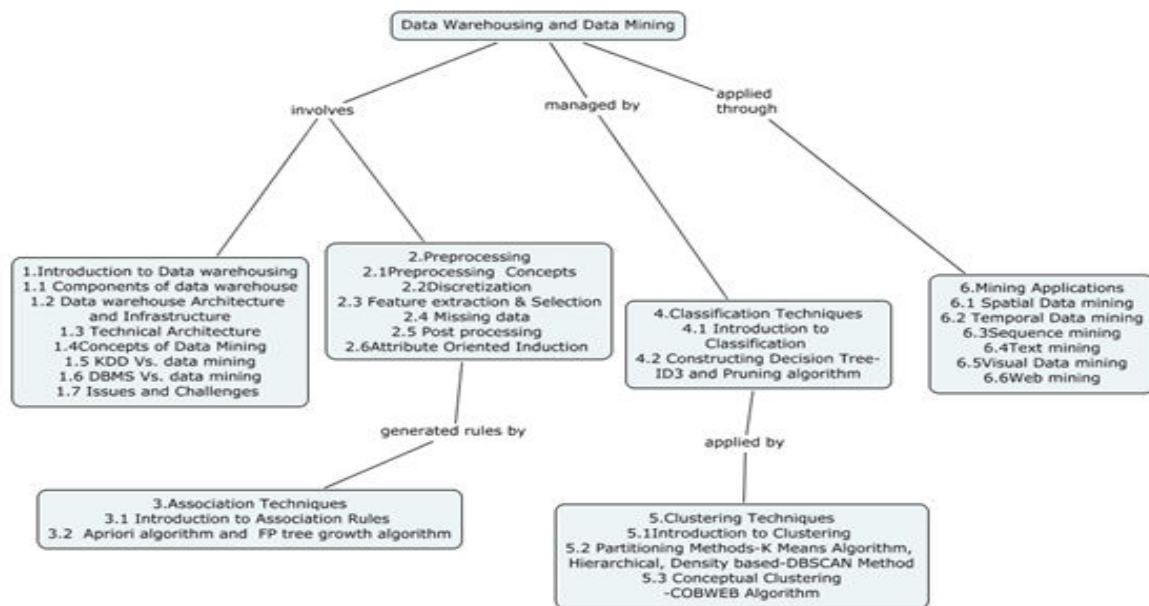 Data Warehousing and Data Mining
involves
managed by
applied
through
1.Introduction to Data warehousing
1.1 Components of data warehouse
1.2 Data warehouse Architecture
and Infrastructure
1.3 Technical Architecture
1.4Concepts of Data Mining
1.5 KDD Vs. data mining
1.6 DBMS Vs. data mining
1.7 Issues and Challenges
2.Preprocessing
2.1Preprocessing Concepts
2.2Discretization
2.3 Feature extraction & Selection
2.4 Missing data
2.5 Post processing
2.6Attribute Oriented Induction
4.Classification Techniques
4.1 Introduction to
Classification
4.2 Constructing Decision Tree-
ID3 and Pruning algorithm
6.Mining Applications
6.1 Spatial Data mining
6.2 Temporal Data mining
6.3Sequence mining
6.4Text mining
6.5Visual Data mining
6.6Web mining
generated rules by
applied by
3.Association Techniques
3.1 Introduction to Association Rules
3.2 Apriori algorithm and FP tree growth algorithm
5.Clustering Techniques
5.1Introduction to Clustering
5.2 Partitioning Methods-K Means Algorithm,
Hierarchical, Density based-DBSCAN Method
5.3 Conceptual Clustering
-COBWEB Algorithm